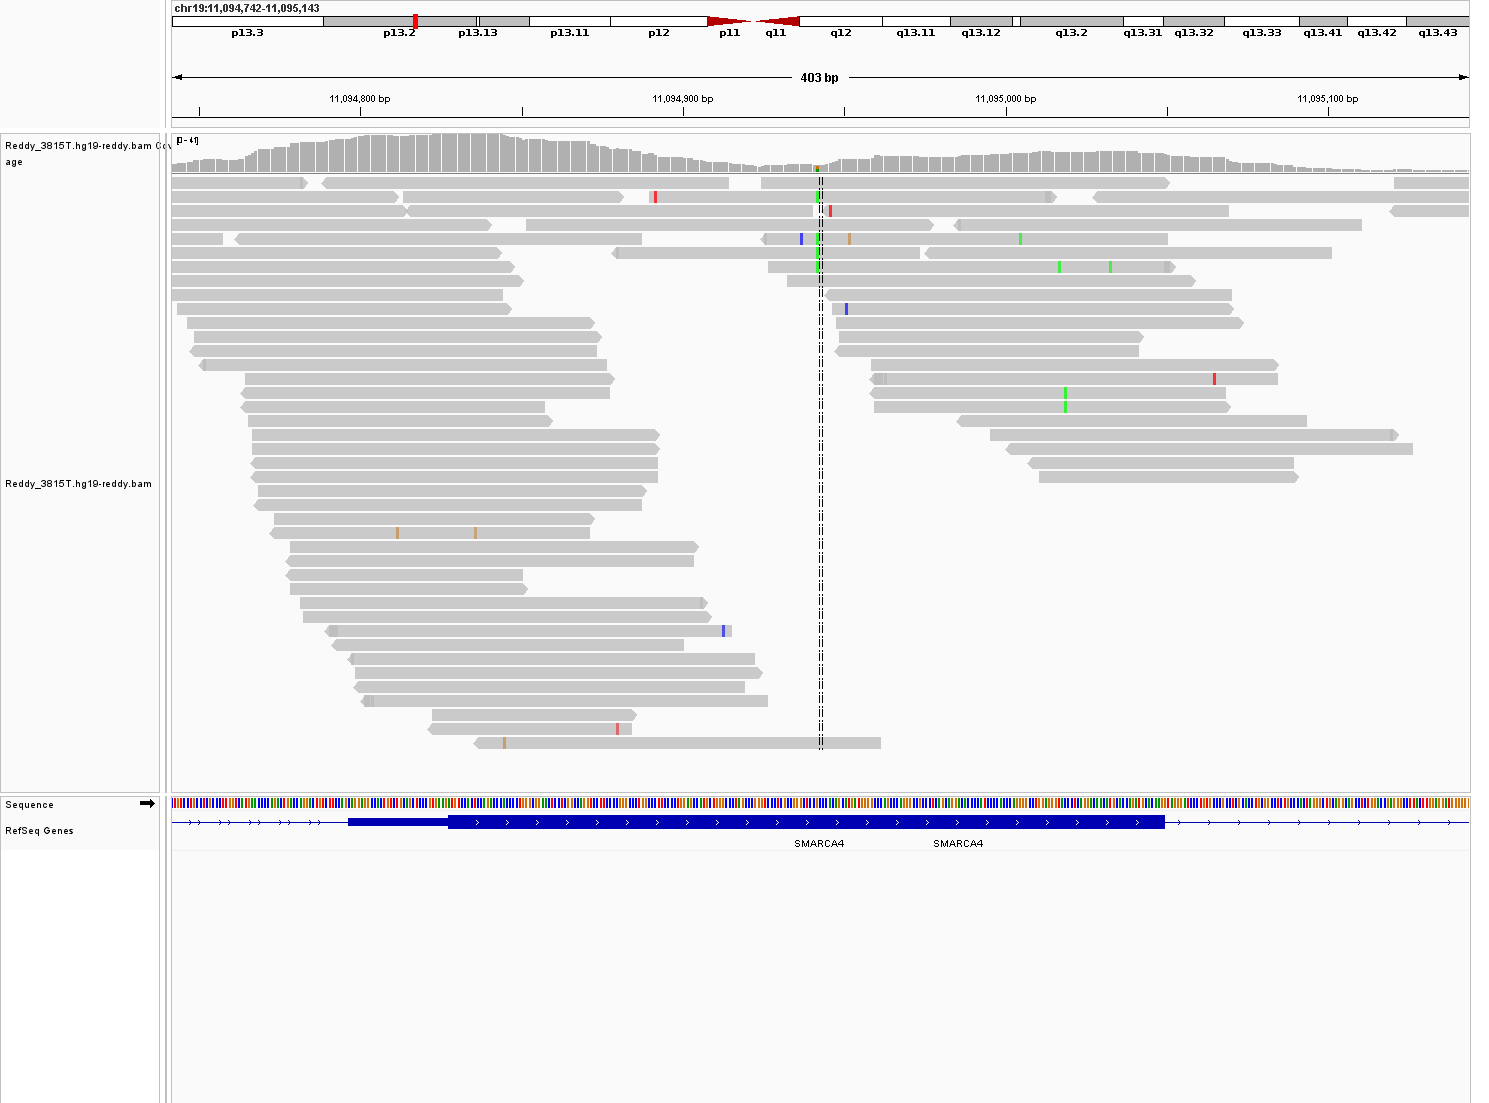 chr19:11,094,742-11,095,143
p13.3 p13.2 p13.13 p13.11 p12 p11 q11 q12 q13.11 q13.12 q13.2 q13.31 q13.32 q13.33 q13.41 q13.42 q13.43
403 bp
11,094,800 bp 11,094,900 bp 11,095,000 bp 11,095,100 bp
[0 - 41]
Reddy_3815T.hg19-reddy.bam Cov
age
Reddy_3815T.hg19-reddy.bam
Sequence
RefSeq Genes
SMARCA4 SMARCA4